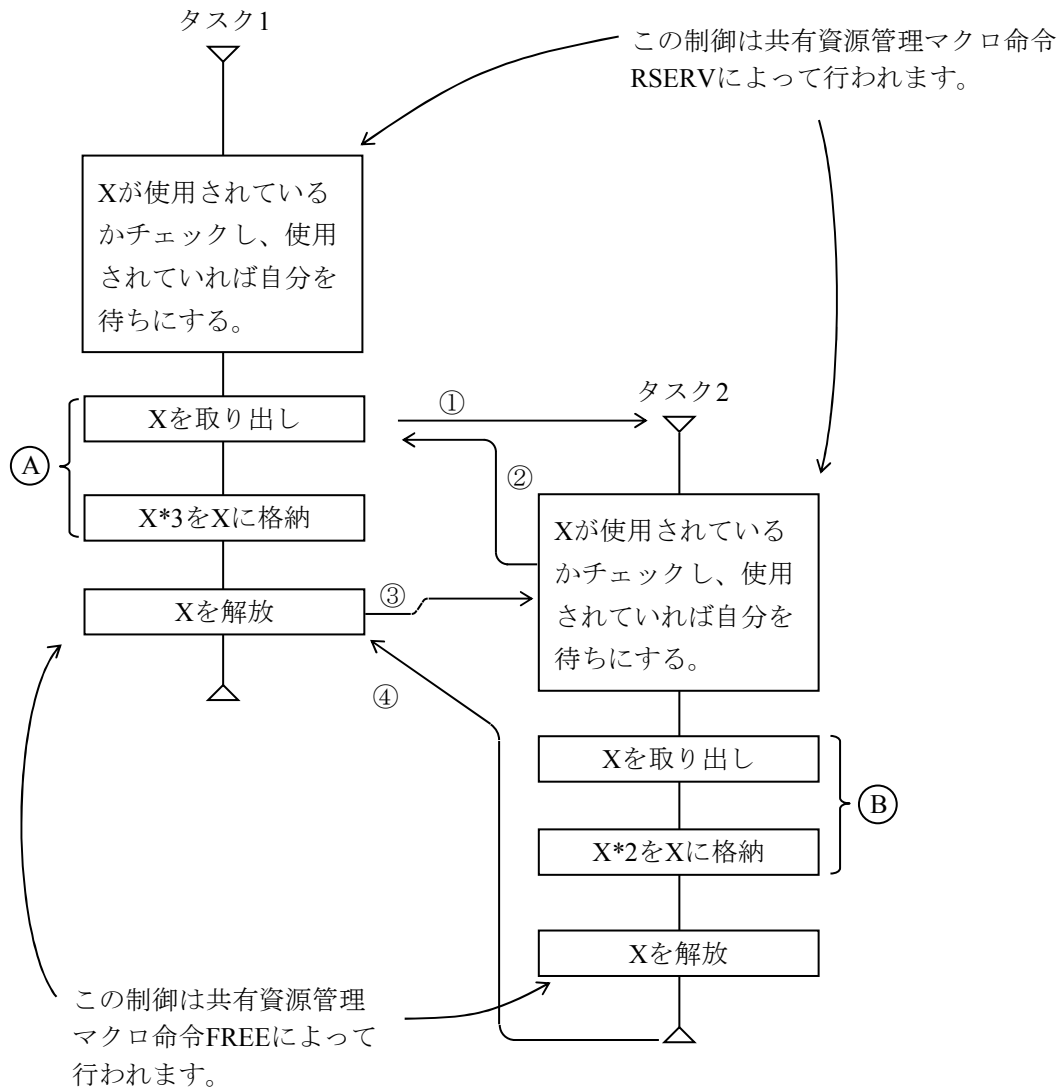 タスク1
この制御は共有資源管理マクロ命令
RSERVによって行われます。
Xが使用されている
かチェックし、使用
されていれば自分を
待ちにする。
Xを取り出し
①
タスク2
A
②
X*3をXに格納
Xが使用されている
かチェックし、使用
されていれば自分を
待ちにする。
Xを解放
③
④
Xを取り出し
B
X*2をXに格納
Xを解放
この制御は共有資源管理
マクロ命令FREEによって
行われます。